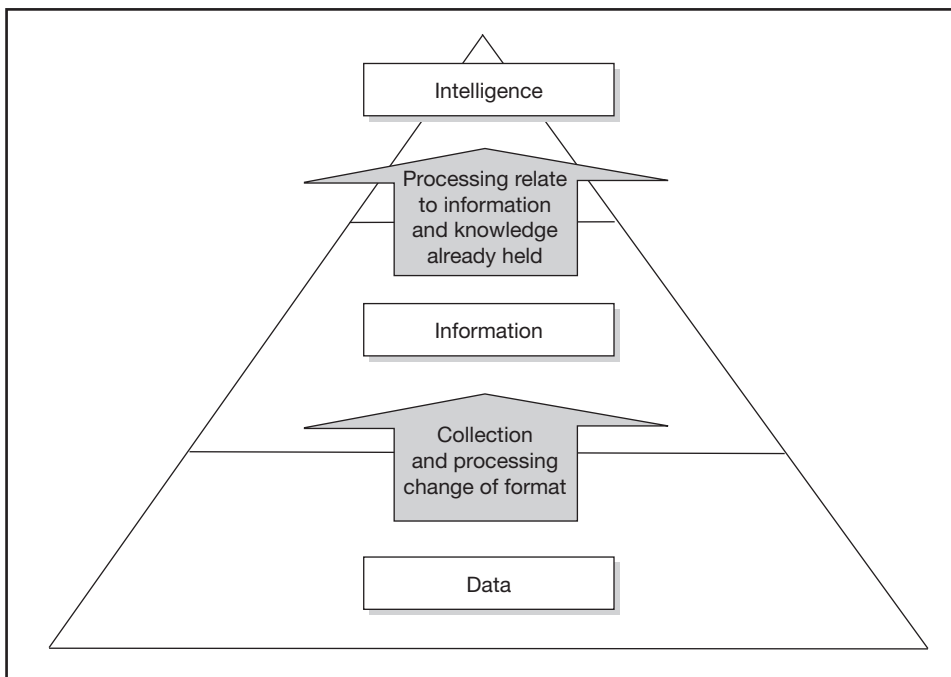 Intelligence
Processing relate
to information
and knowledge
already held
Information
Collection
and processing
change of format
Data